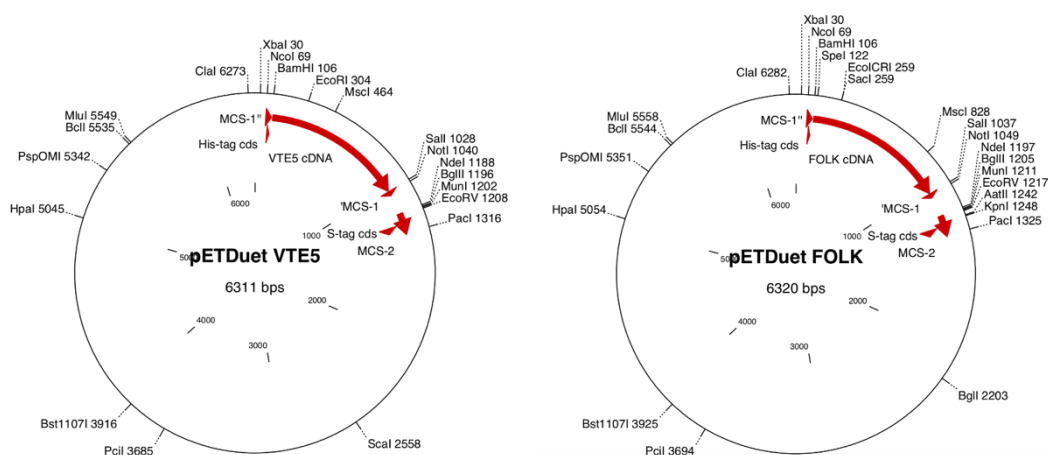 XbaI 30
NcoI 69
BamHI 106
EcoRI 304
MscI 464
ClaI 6273
MluI 5549
BclI 5535
PspOMI 5342
HpaI 5045
MCS-1"
His-tag cds
VTE5 cDNA
SalI 1028
NotI 1040
NdeI 1188
BglII 1196
MunI 1202
EcoRV 1208
PacI 1316
'MCS-1
S-tag cds
MCS-2
6000
1000
5000
2000
4000
3000
pETDuet VTE5
6311 bps
Bst1107I 3916
PciI 3685
ScaI 2558
XbaI 30
NcoI 69
BamHI 106
SpeI 122
EcoICRI 259
SacI 259
ClaI 6282
MluI 5558
BclI 5544
PspOMI 5351
HpaI 5054
MCS-1"
His-tag cds
FOLK cDNA
MscI 828
SalI 1037
NotI 1049
NdeI 1197
BglII 1205
MunI 1211
EcoRV 1217
AatII 1242
KpnI 1248
PacI 1325
'MCS-1
S-tag cds
MCS-2
6000
1000
5000
2000
4000
3000
pETDuet FOLK
6320 bps
BglI 2203
Bst1107I 3925
PciI 3694